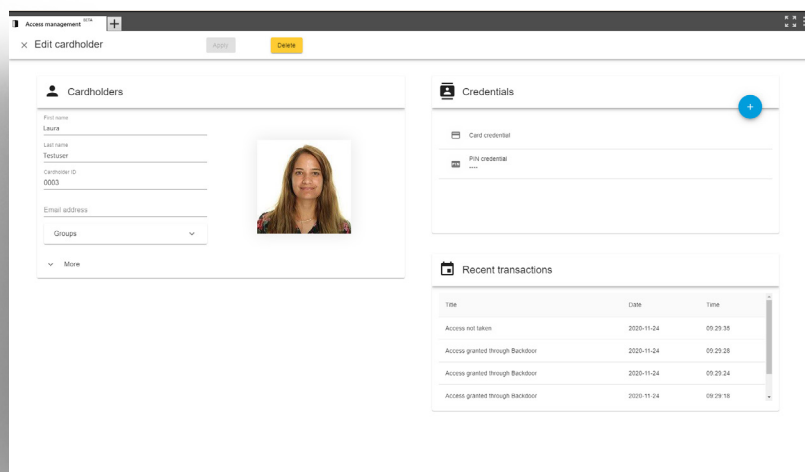 Access management BETA
Edit cardholder
Apply
Delete
Cardholders
First name
Laura
Last name
Testuser
Cardholder ID
0003
Email address
Groups
More
Credentials
Card credential
PIN credential
····
Recent transactions
Title Date Time
Access not taken 2020-11-24 09:29:35
Access granted through Backdoor 2020-11-24 09:29:28
Access granted through Backdoor 2020-11-24 09:29:24
Access granted through Backdoor 2020-11-24 09:29:18